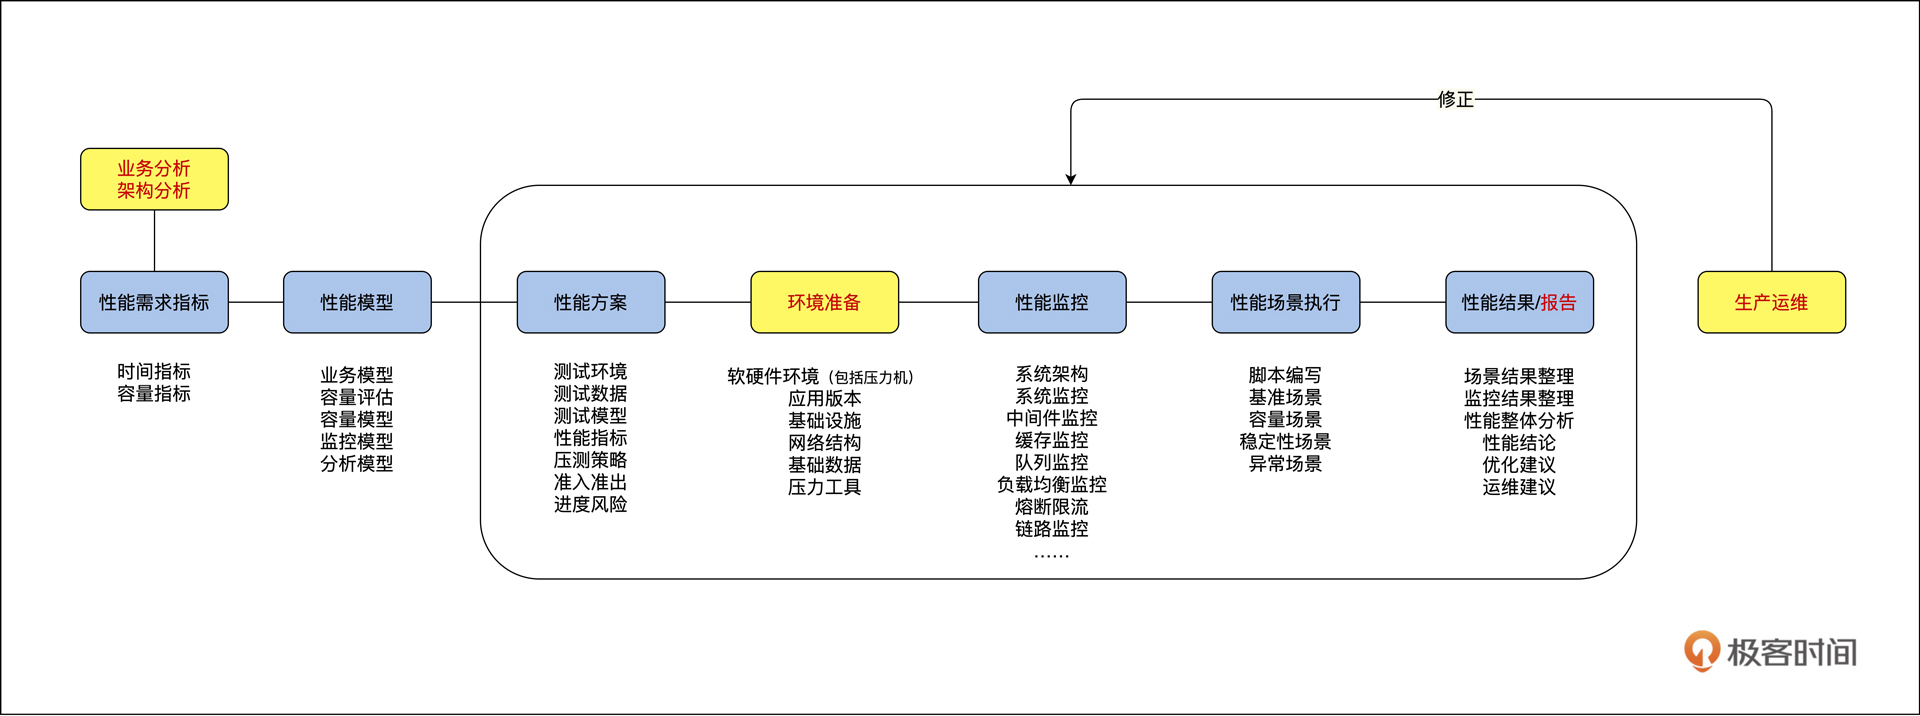 修正
业务分析
架构分析
性能需求指标
时间指标
容量指标
性能模型
业务模型
容量评估
容量模型
监控模型
分析模型
性能方案
测试环境
测试数据
测试模型
性能指标
压测策略
准入准出
进度风险
环境准备
软硬件环境（包括压力机）
应用版本
基础设施
网络结构
基础数据
压力工具
性能监控
系统架构
系统监控
中间件监控
缓存监控
队列监控
负载均衡监控
熔断限流
链路监控
……
性能场景执行
脚本编写
基准场景
容量场景
稳定性场景
异常场景
性能结果/报告
场景结果整理
监控结果整理
性能整体分析
性能结论
优化建议
运维建议
生产运维
极客时间